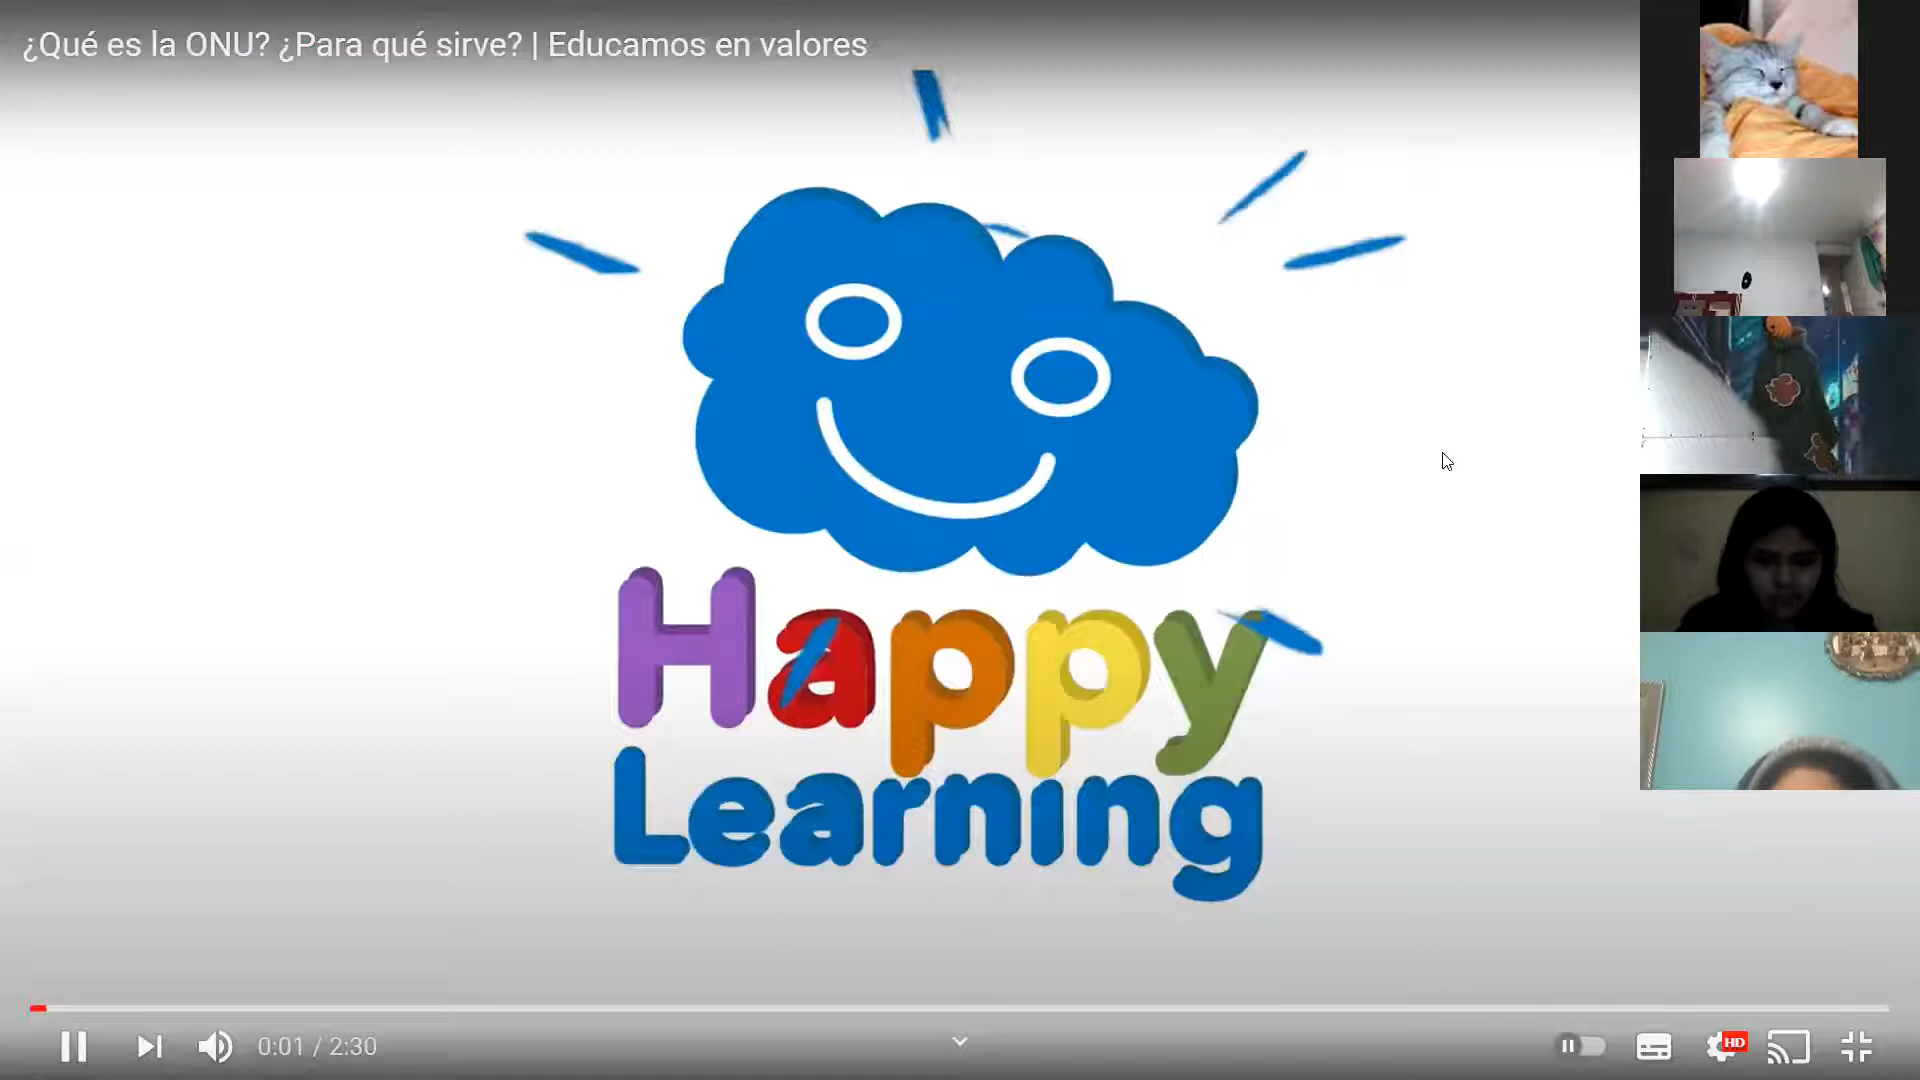 ¿Qué es la ONU? ¿Para qué sirve? | Educamos en valores
Happy
Learning
0:01 / 2:30
HD